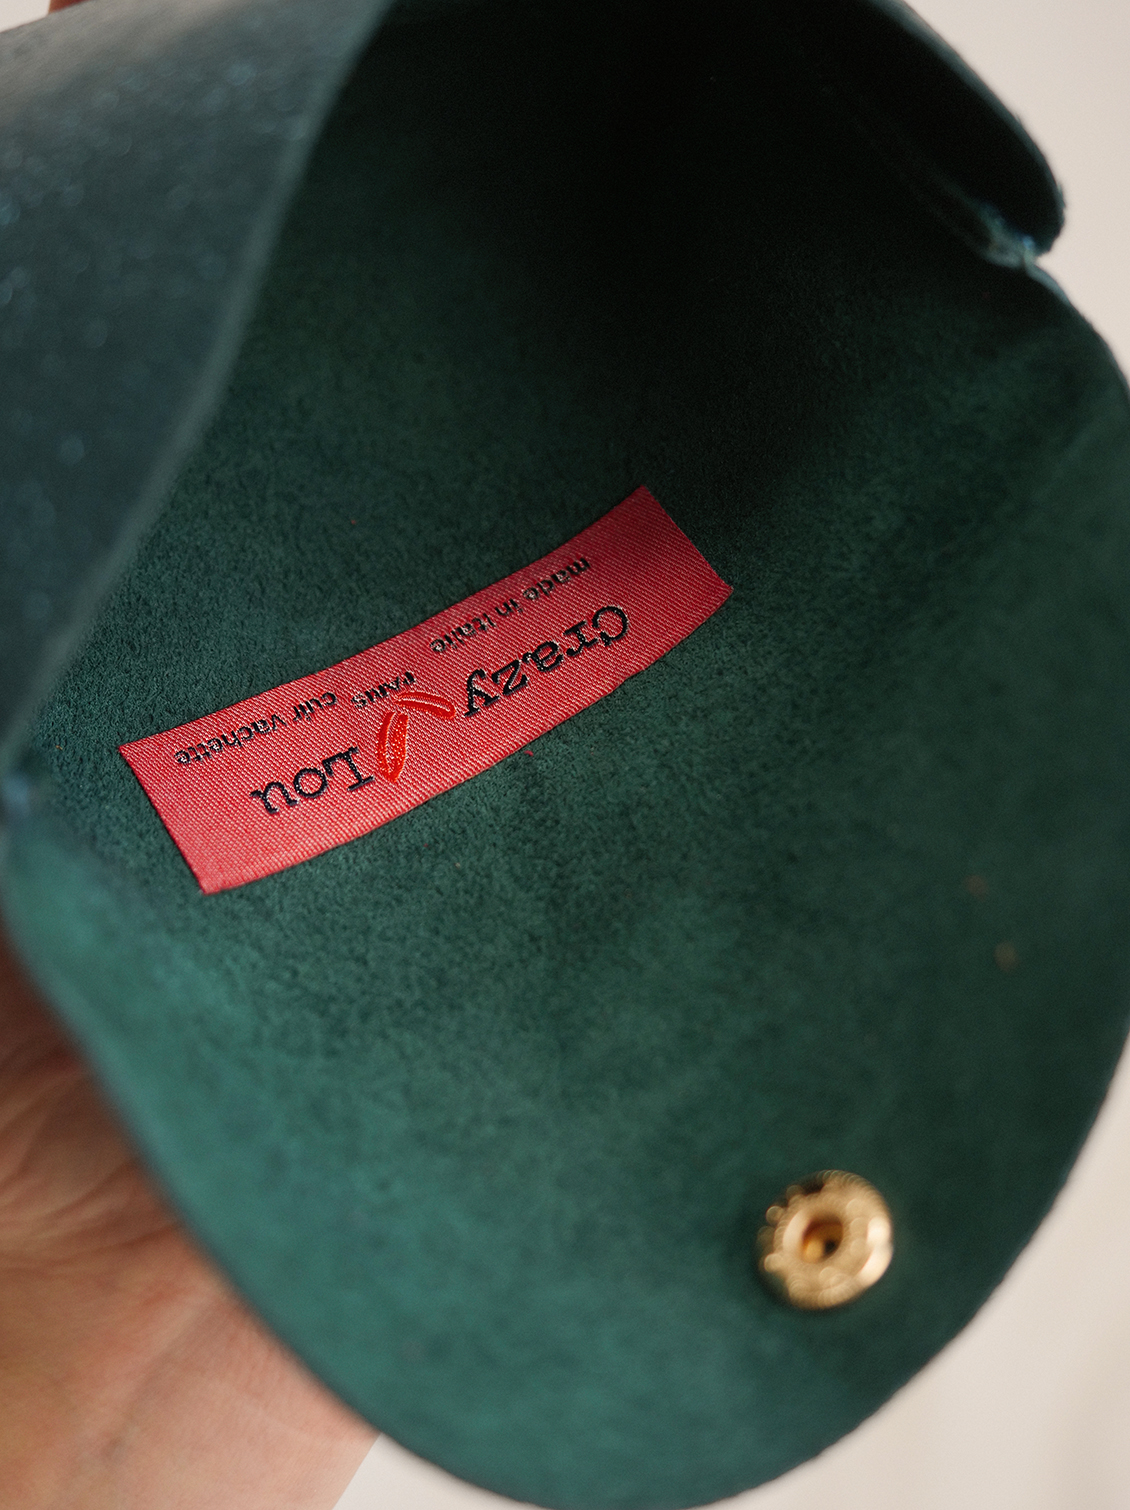 Crazy Lou
PARIS
made in Italie cuir vachette